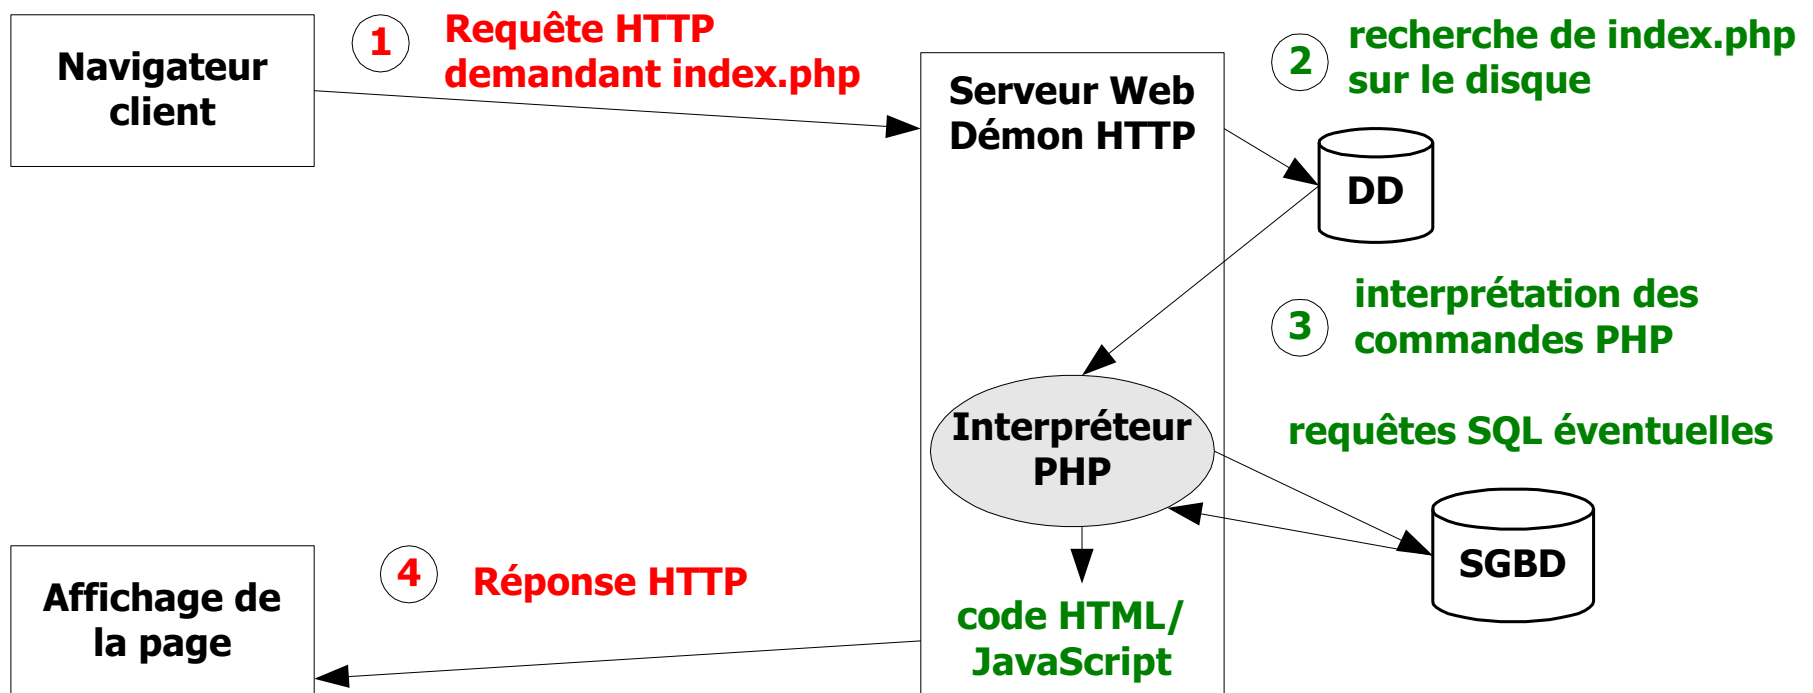 Navigateur
client
1
Requête HTTP
demandant index.php
Serveur Web
Démon HTTP
2
recherche de index.php
sur le disque
DD
3
interprétation des
commandes PHP
Interpréteur
PHP
requêtes SQL éventuelles
SGBD
code HTML/
JavaScript
4
Réponse HTTP
Affichage de
la page